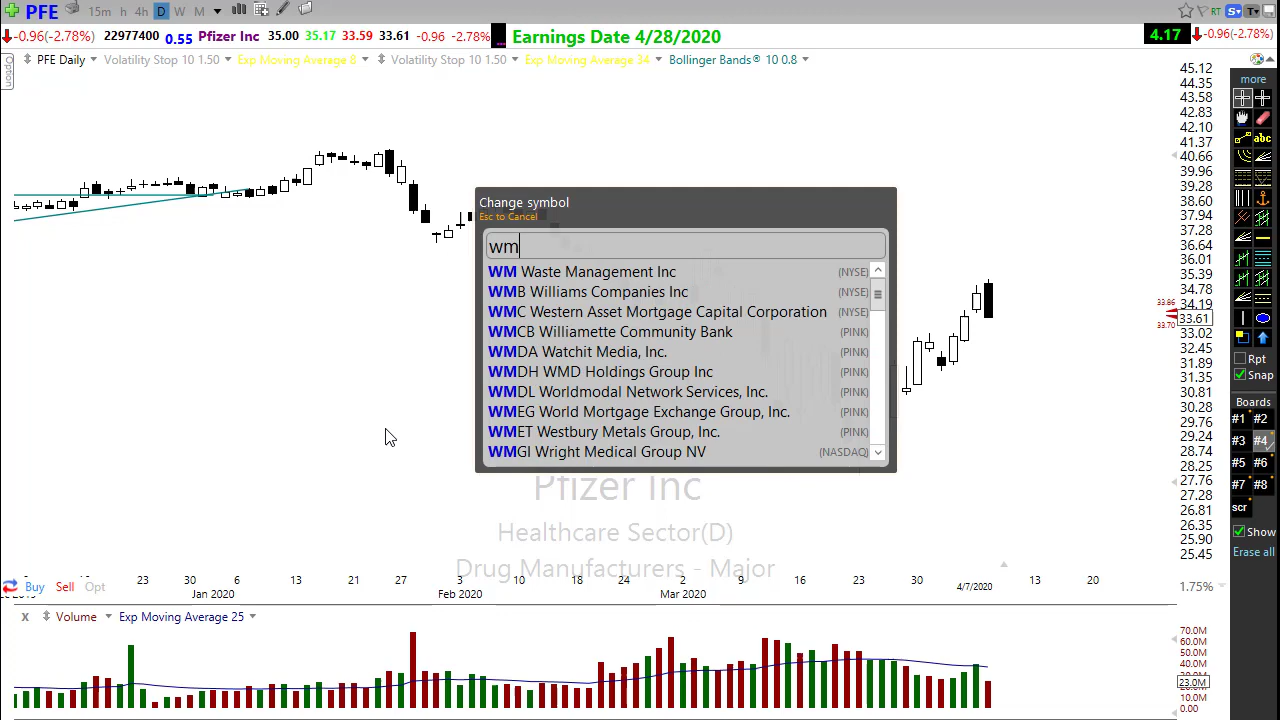 PFE 15m h 4h D W M RT S T
-0.96(-2.78%) 22977400 0.55 Pfizer Inc 35.00 35.17 33.59 33.61 -0.96 -2.78% Earnings Date 4/28/2020 4.17 -0.96(-2.78%)
Option
PFE Daily Volatility Stop 10 1.50 Exp Moving Average 8 Volatility Stop 10 1.50 Exp Moving Average 34 Bollinger Bands® 10 0.8
Change symbol
Esc to Cancel
wm
WM Waste Management Inc (NYSE)
WMB Williams Companies Inc (NYSE)
WMC Western Asset Mortgage Capital Corporation (NYSE)
WMCB Williamette Community Bank (PINK)
WMDA Watchit Media, Inc. (PINK)
WMDH WMD Holdings Group Inc (PINK)
WMDL Worldmodal Network Services, Inc. (PINK)
WMEG World Mortgage Exchange Group, Inc. (PINK)
WMET Westbury Metals Group, Inc. (PINK)
WMGI Wright Medical Group NV (NASDAQ)
Pfizer Inc
Healthcare Sector(D)
Drug Manufacturers - Major
45.12
44.35
43.58
42.83
42.10
41.37
40.66
39.96
39.28
38.60
37.94
37.28
36.64
36.01
35.39
34.78
34.19
33.86
33.61
33.70
33.02
32.45
31.89
31.35
30.81
30.28
29.76
29.24
28.74
28.25
27.76
27.28
26.81
26.35
25.90
25.45
1.75%
more
abc
Rpt
Snap
Boards
#1 #2
#3 #4
#5 #6
#7 #8
scr
Show
Erase all
Buy Sell Opt
23 30 6 13 21 27 3 10 18 24 2 9 16 23 30 4/7/2020 13 20
Jan 2020 Feb 2020 Mar 2020
x Volume Exp Moving Average 25
70.0M
60.0M
50.0M
40.0M
30.0M
23.0M
10.0M
0.00